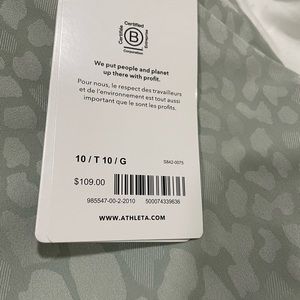 Certified
Certifiée
B
Corporation
Entreprise
We put people and planet
up there with profit.
Pour nous, le respect des travailleurs
et de l'environnement est tout aussi
important que le sont les profits.
10 / T 10 / G
S842-0075
$109.00
985547-00-2-2010
500074339636
WWW.ATHLETA.COM